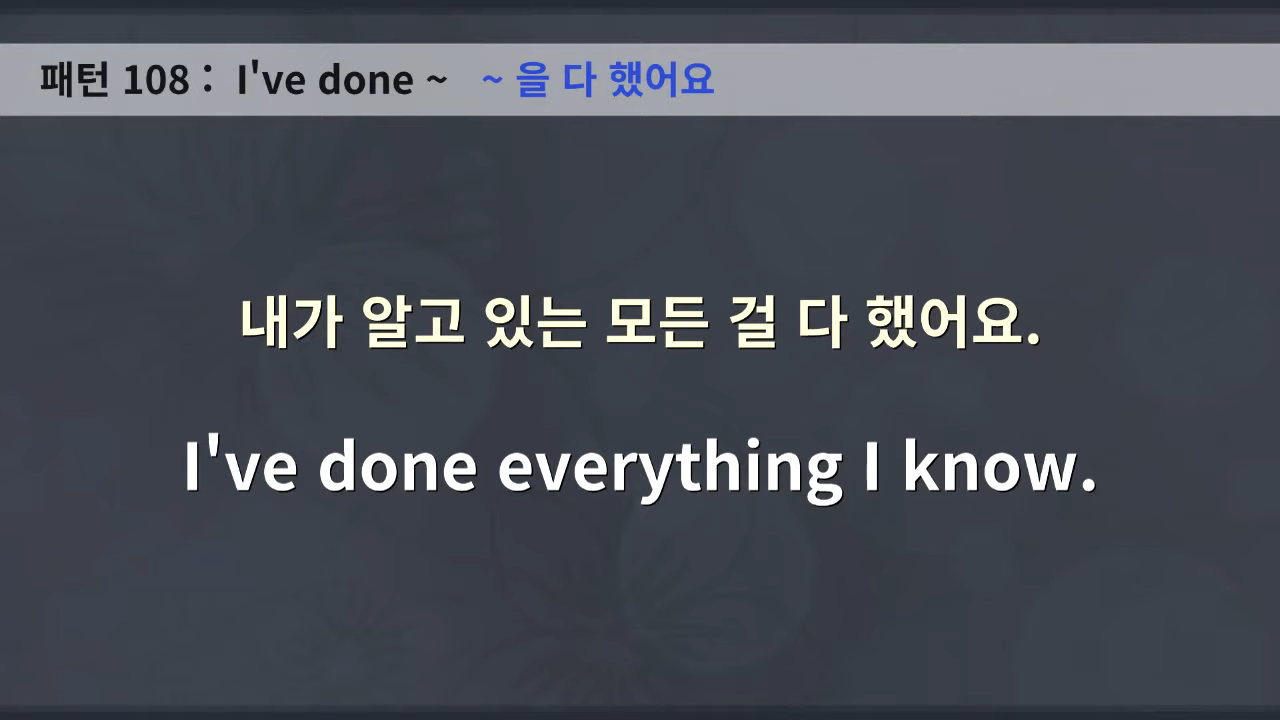 패턴 108 : I've done ~ ~ 을 다 했어요
내가 알고 있는 모든 걸 다 했어요.
I've done everything I know.